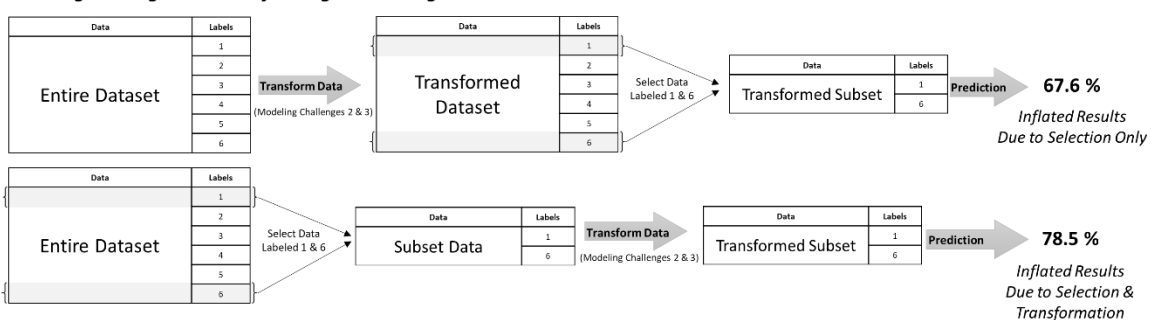 Data Labels
1
2
Entire Dataset 3
4
5
6
Transform Data
(Modeling Challenges 2 & 3)
Data Labels
1
2
Transformed
Dataset
3
4
5
6
Select Data
Labeled 1 & 6
Data Labels
Transformed Subset 1
6
Prediction
67.6 %
Inflated Results
Due to Selection Only
Data Labels
1
2
Entire Dataset 3
4
5
6
Select Data
Labeled 1 & 6
Data Labels
Subset Data 1
6
Transform Data
(Modeling Challenges 2 & 3)
Data Labels
Transformed Subset 1
6
Prediction
78.5 %
Inflated Results
Due to Selection &
Transformation